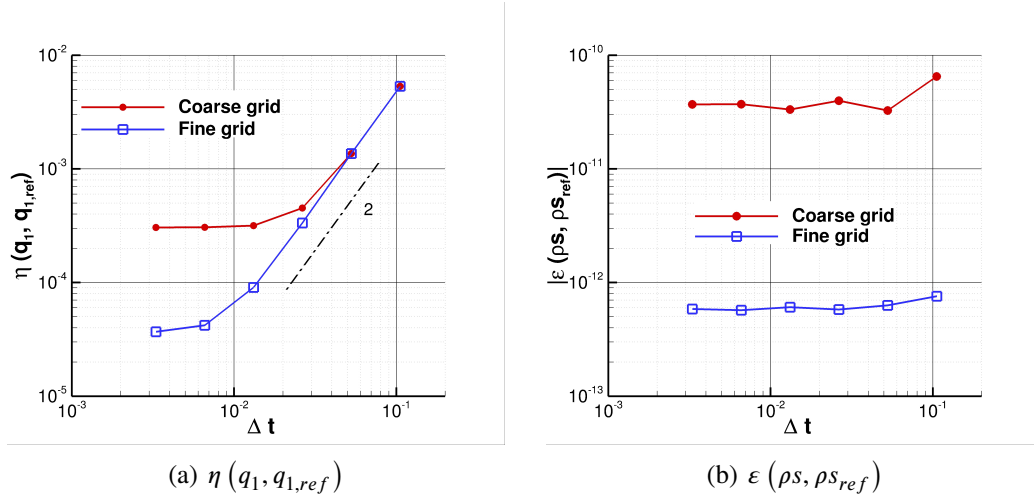 η (q₁, q₁,ref)
10⁻²
10⁻³
10⁻⁴
10⁻⁵
Coarse grid
Fine grid
2
10⁻³
10⁻²
10⁻¹
Δ t
(a) η (q₁, q₁,ref)
|ε (ρs, ρs_ref)|
10⁻¹⁰
10⁻¹¹
10⁻¹²
10⁻¹³
Coarse grid
Fine grid
10⁻³
10⁻²
10⁻¹
Δ t
(b) ε (ρs, ρs_ref)